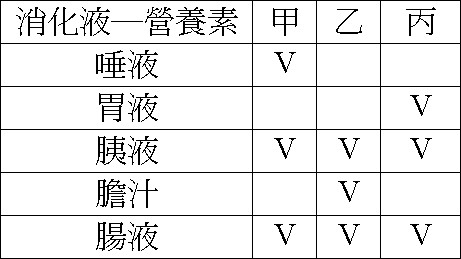 消化液—營養素 甲 乙 丙
唾液 V
胃液 V
胰液 V V V
膽汁 V
腸液 V V V